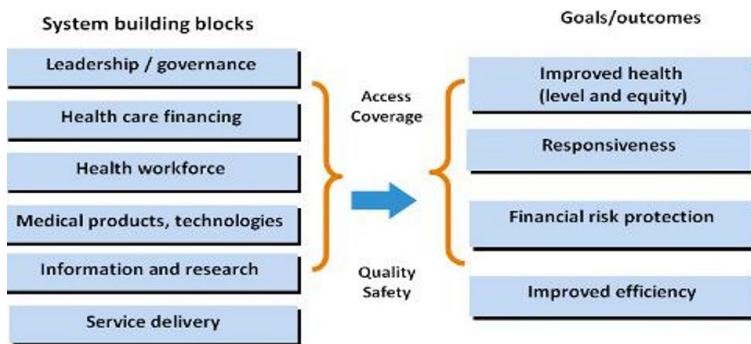 System building blocks
Leadership / governance
Health care financing
Health workforce
Medical products, technologies
Information and research
Service delivery
Access
Coverage
Quality
Safety
Goals/outcomes
Improved health
(level and equity)
Responsiveness
Financial risk protection
Improved efficiency